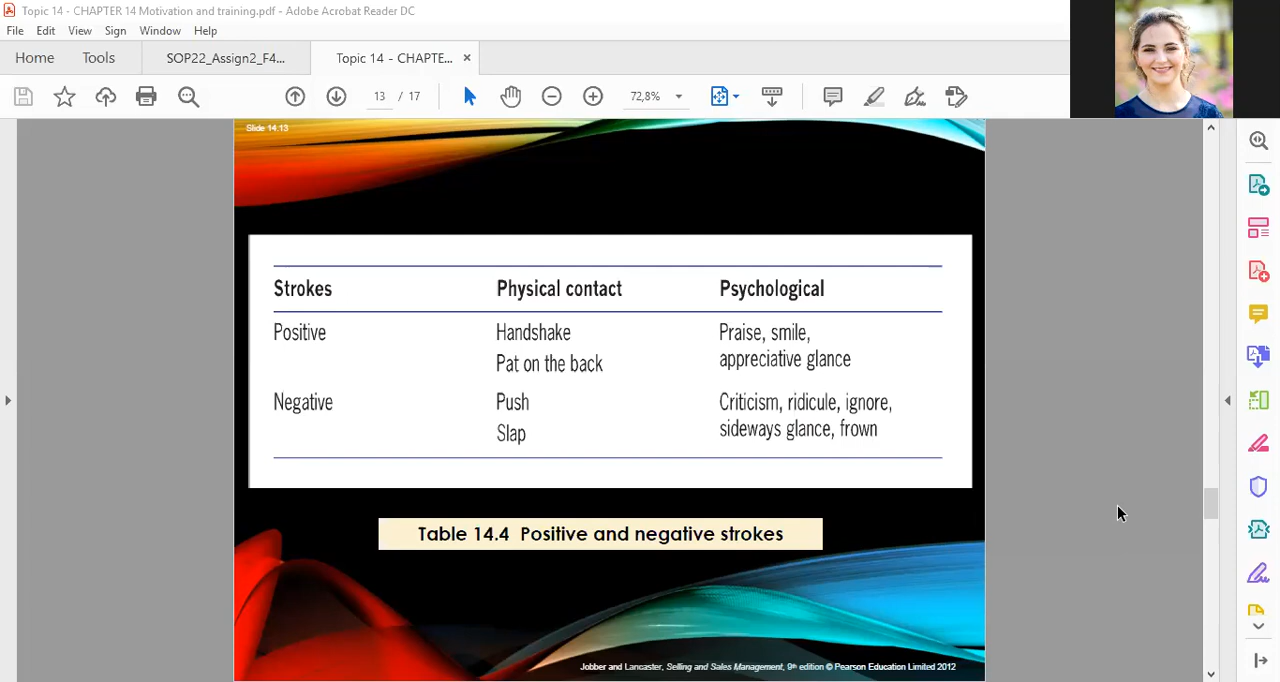 Topic 14 - CHAPTER 14 Motivation and training.pdf - Adobe Acrobat Reader DC
File Edit View Sign Window Help
Home Tools SOP22_Assign2_F4... Topic 14 - CHAPTE... ×
13 / 17 72,8%
Slide 14.13
Strokes Physical contact Psychological
Positive Handshake Praise, smile,
Pat on the back appreciative glance
Negative Push Criticism, ridicule, ignore,
Slap sideways glance, frown
Table 14.4 Positive and negative strokes
Jobber and Lancaster, Selling and Sales Management, 9th edition © Pearson Education Limited 2012